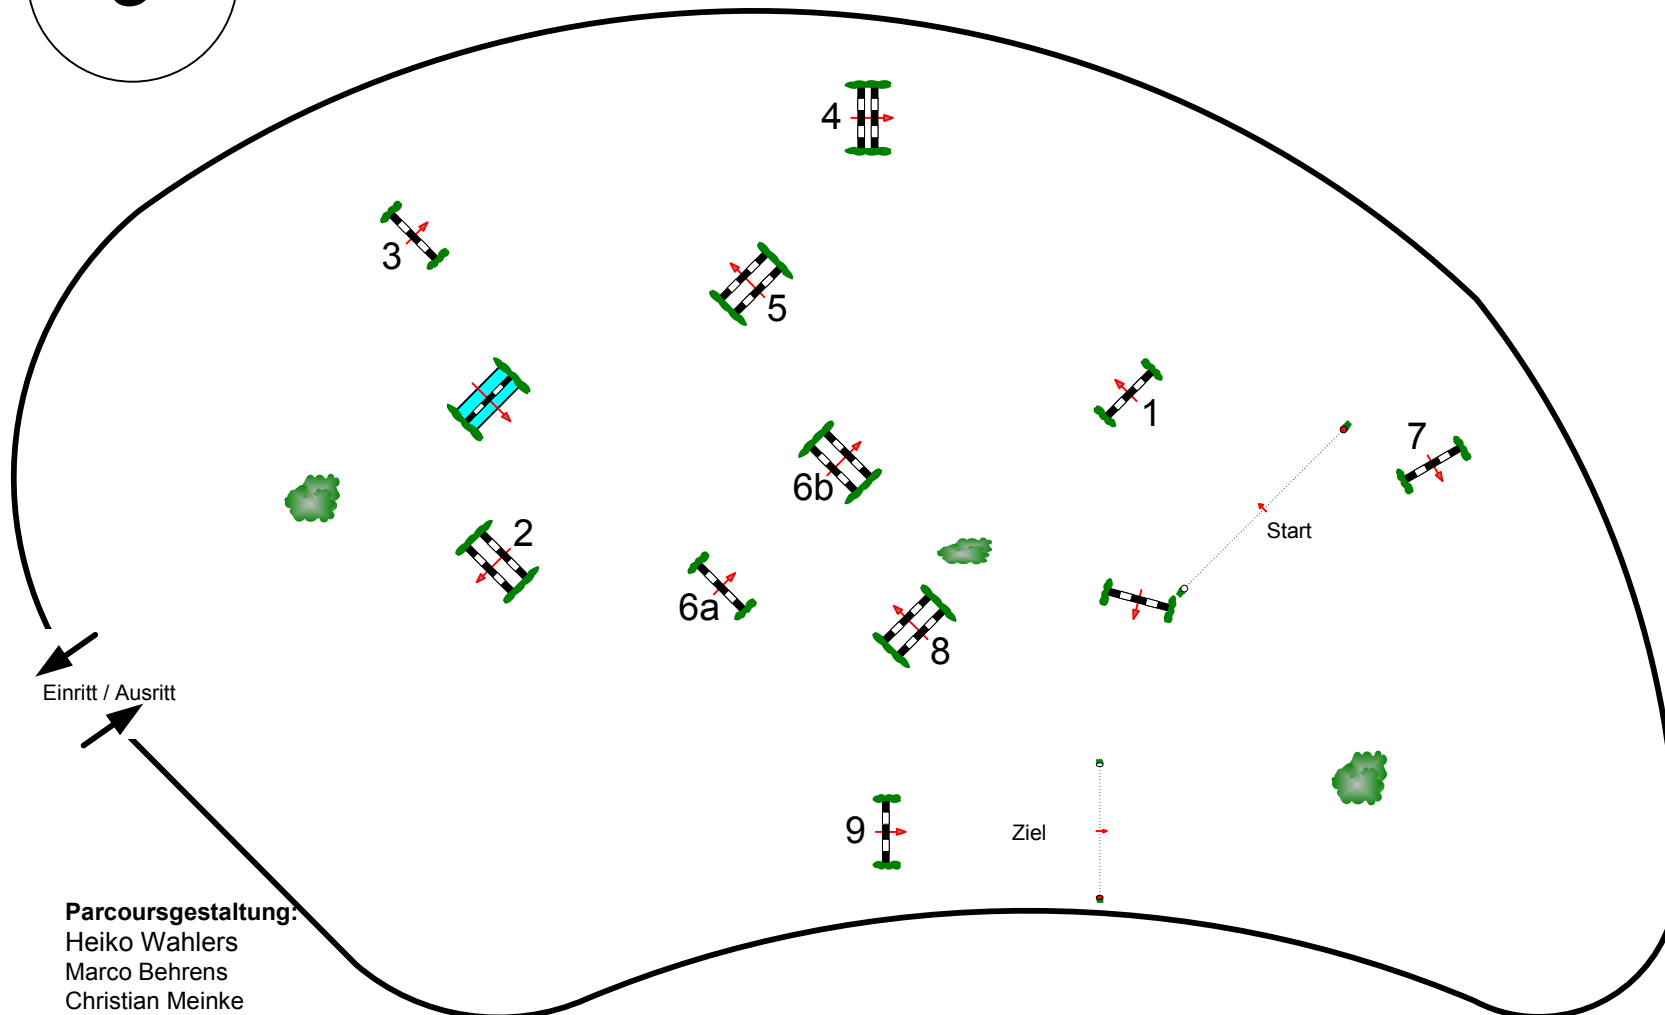 4
3
5
1
7
6b
2
Start
6a
8
Einritt / Ausritt
9
Ziel
Parcoursgestaltung:
Heiko Wahlers
Marco Behrens
Christian Meinke